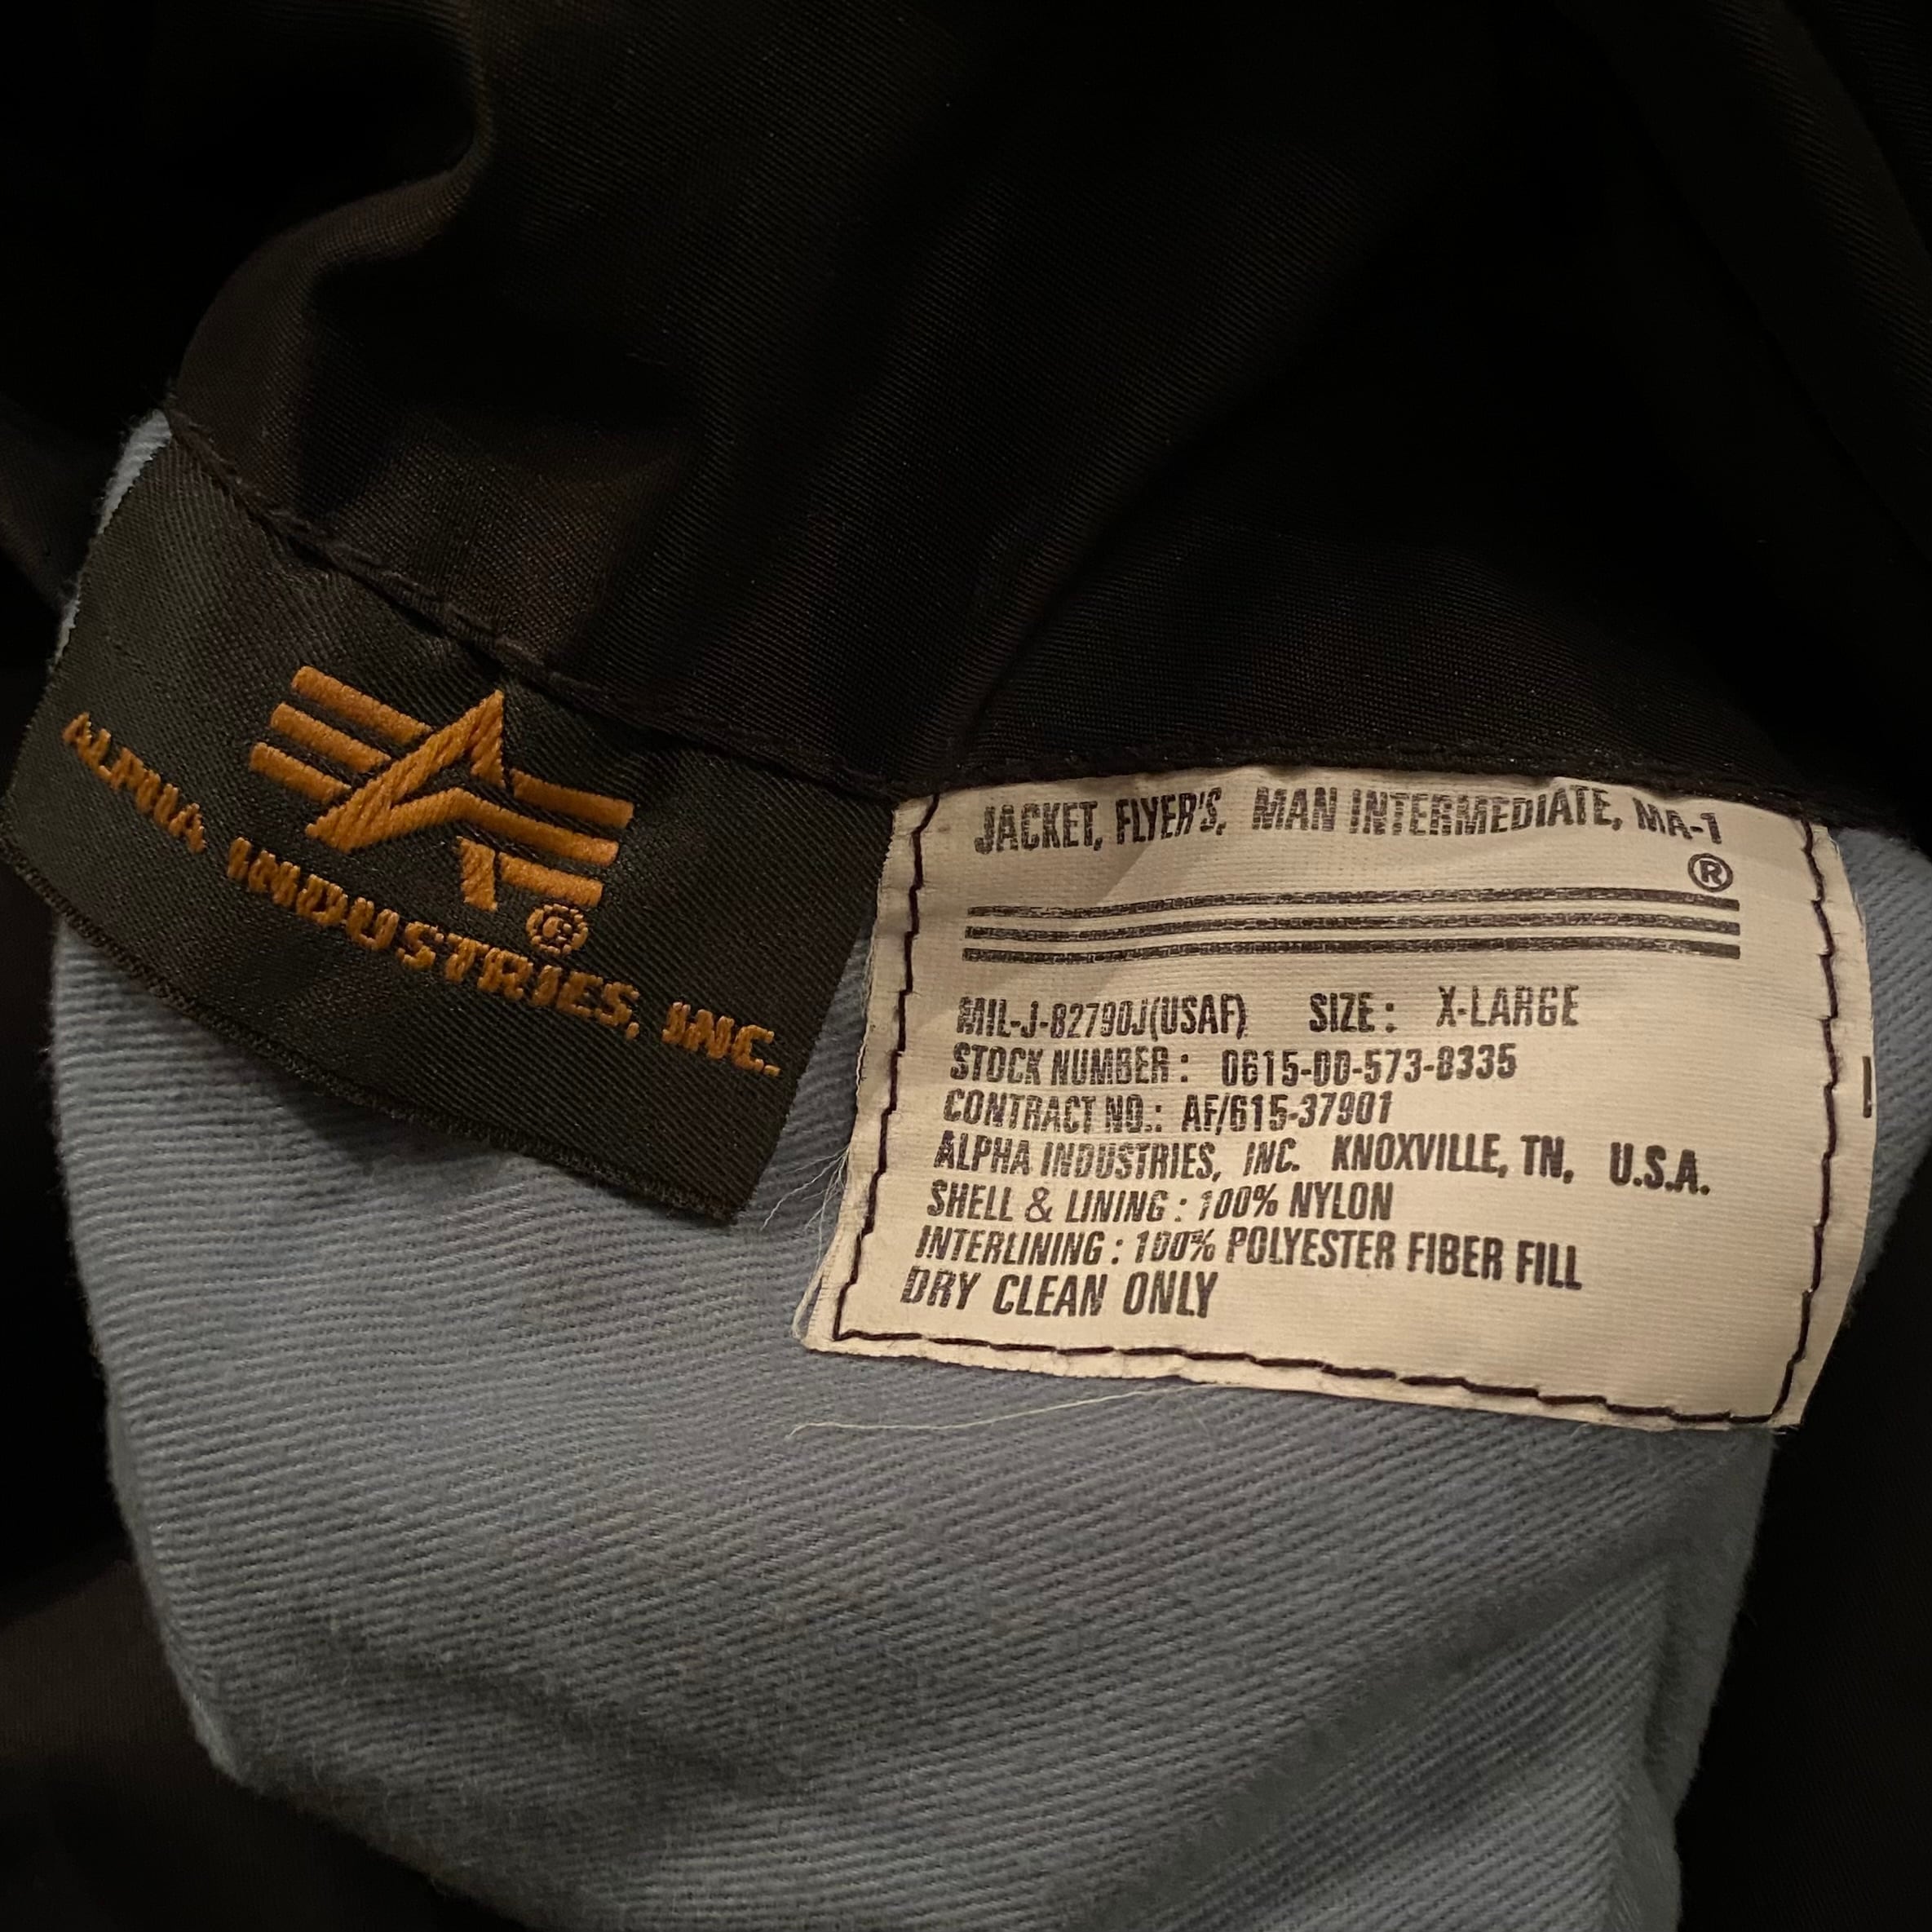 ALPHA INDUSTRIES, INC.
®
JACKET, FLYER'S, MAN INTERMEDIATE, MA-1
®
MIL-J-82790J(USAF) SIZE: X-LARGE
STOCK NUMBER: 0615-00-573-8335
CONTRACT NO.: AF/615-37901
ALPHA INDUSTRIES, INC. KNOXVILLE, TN, U.S.A.
SHELL & LINING: 100% NYLON
INTERLINING: 100% POLYESTER FIBER FILL
DRY CLEAN ONLY